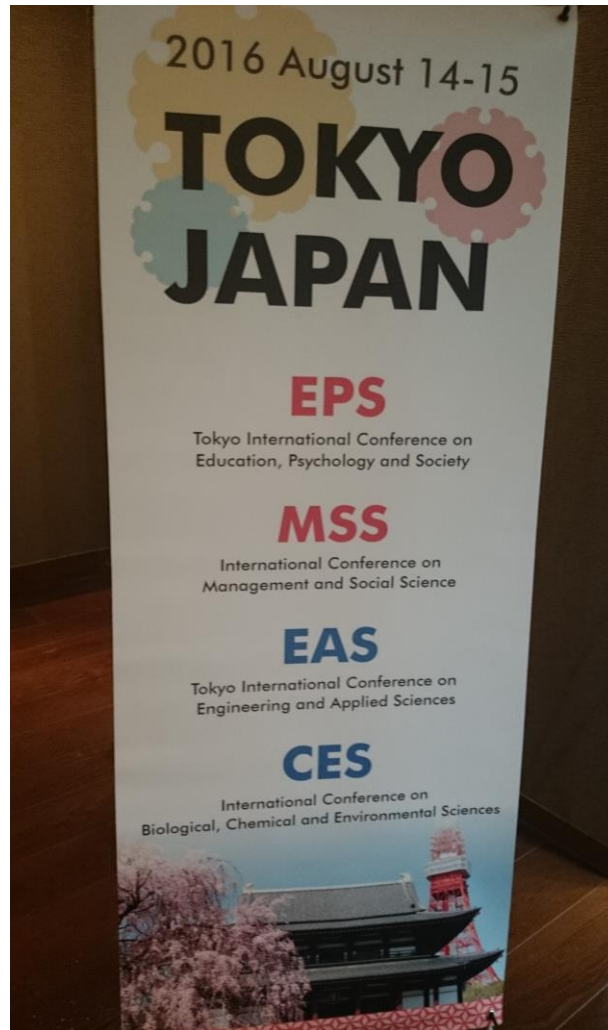 2016 August 14-15
TOKYO
JAPAN
EPS
Tokyo International Conference on
Education, Psychology and Society
MSS
International Conference on
Management and Social Science
EAS
Tokyo International Conference on
Engineering and Applied Sciences
CES
International Conference on
Biological, Chemical and Environmental Sciences